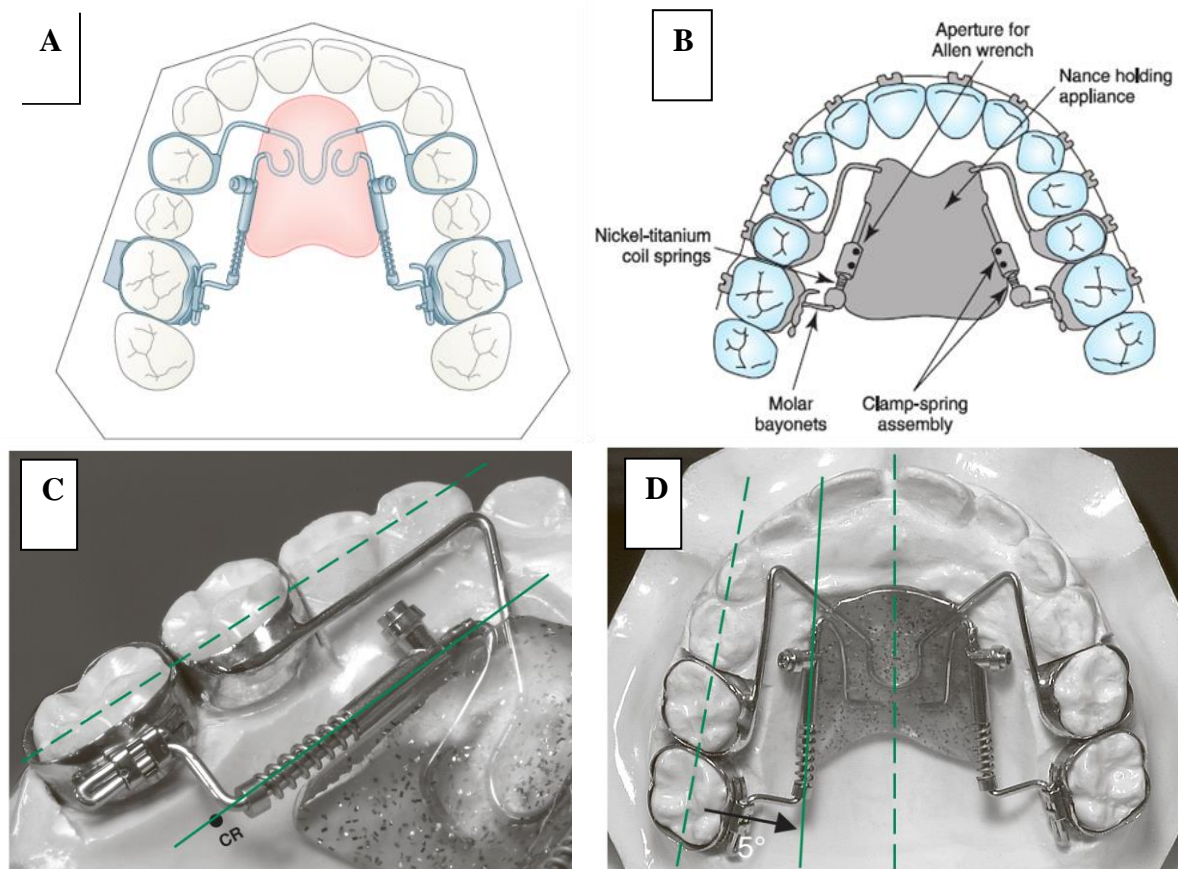 A
B
Aperture for
Allen wrench
Nance holding
appliance
Nickel-titanium
coil springs
Molar
bayonets
Clamp-spring
assembly
C
CR
D
5°